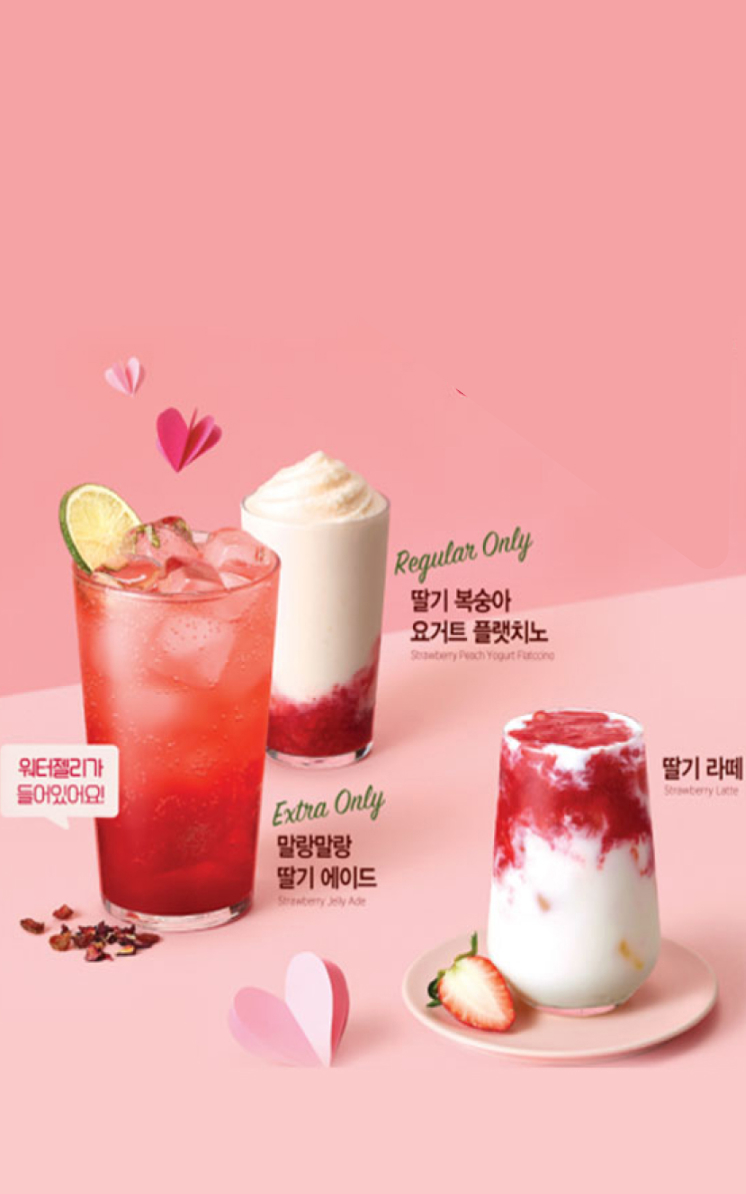 Regular Only
딸기 복숭아
요거트 플랫치노
Strawberry Peach Yogurt Flatccino
딸기 라떼
Strawberry Latte
워터젤리가
들어있어요!
Extra Only
말랑말랑
딸기 에이드
Strawberry Jelly Ade